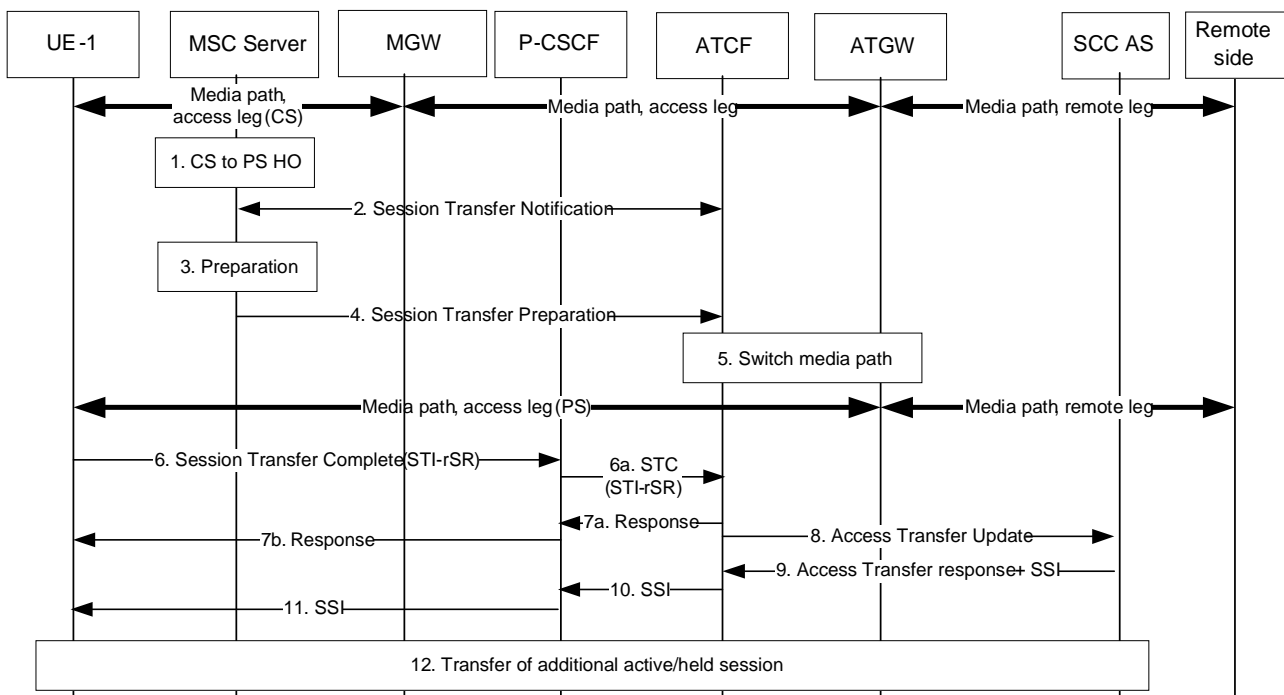 UE-1
MSC Server
MGW
P-CSCF
ATCF
ATGW
SCC AS
Remote
side
Media path,
access leg (CS)
Media path, access leg
Media path, remote leg
1. CS to PS HO
2. Session Transfer Notification
3. Preparation
4. Session Transfer Preparation
5. Switch media path
Media path, access leg (PS)
Media path, remote leg
6. Session Transfer Complete(STI-rSR)
6a. STC
(STI-rSR)
7a. Response
7b. Response
8. Access Transfer Update
9. Access Transfer response+ SSI
10. SSI
11. SSI
12. Transfer of additional active/held session